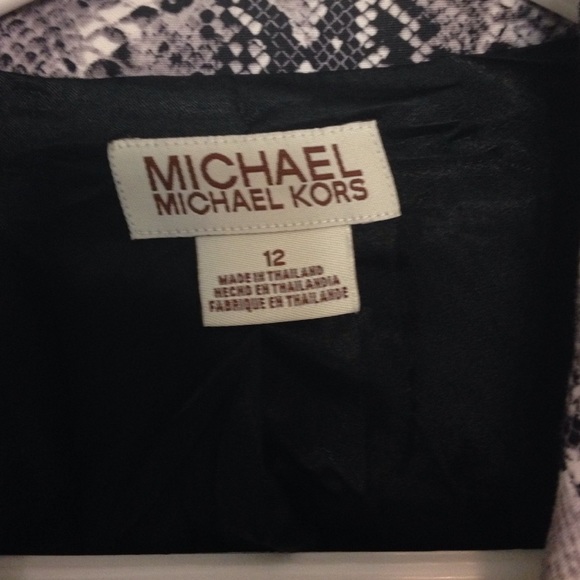 MICHAEL
MICHAEL KORS
12
MADE IN THAILAND
HECHO EN THAILANDIA
FABRIQUE EN THAILANDE